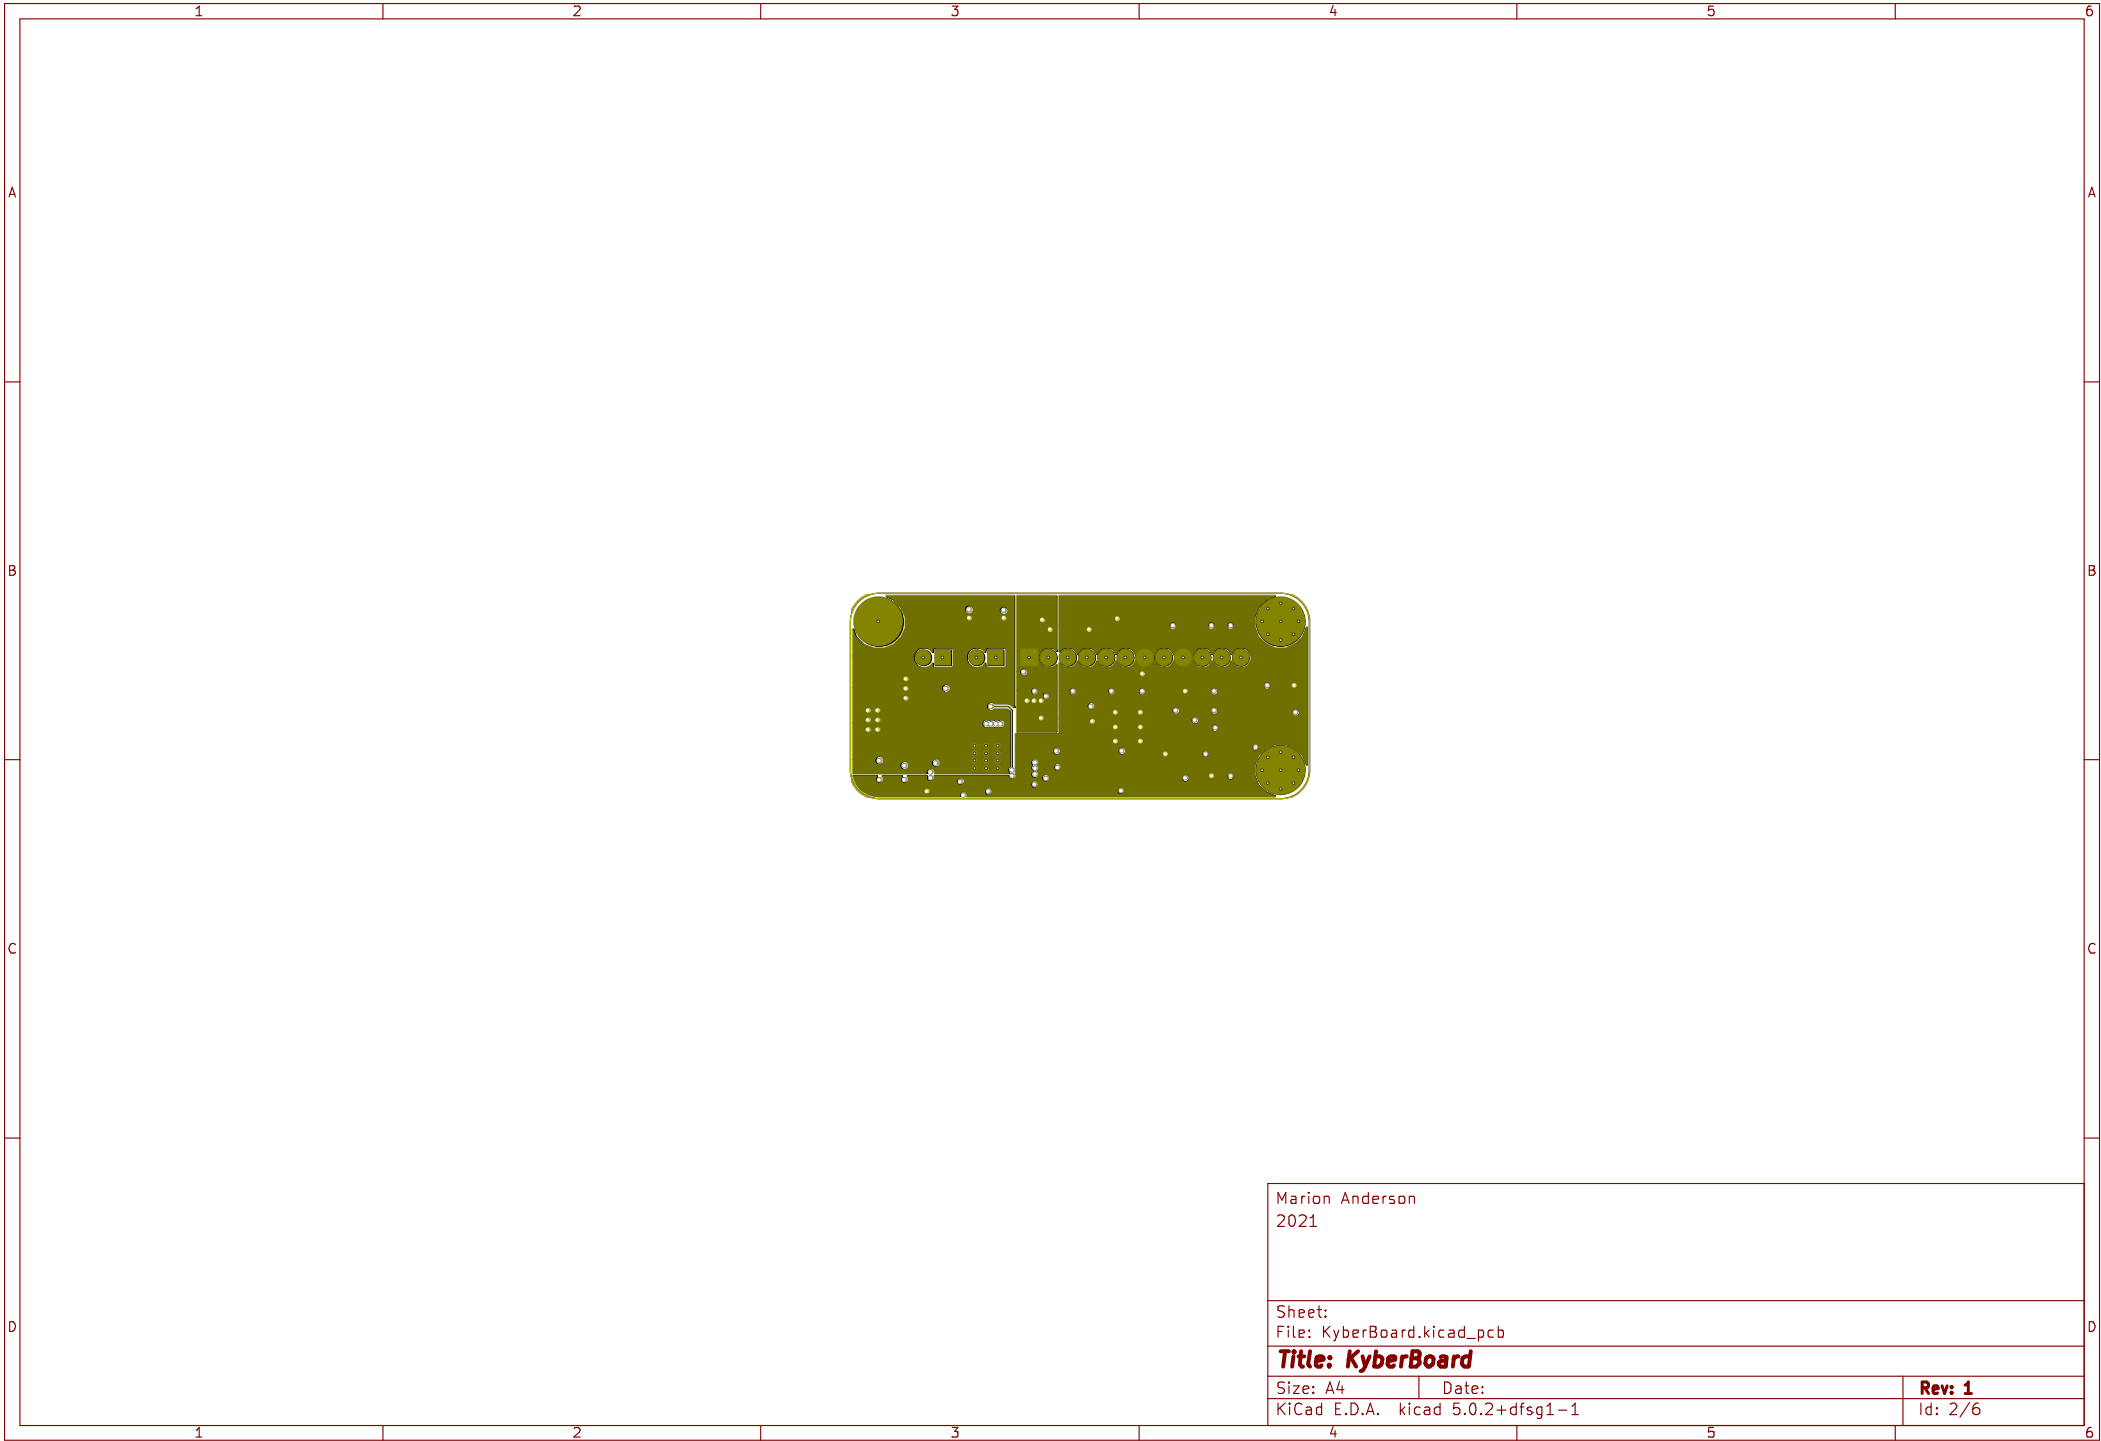 1 2 3 4 5 6
A A
B B
C C
Marion Anderson
2021
Sheet:
D File: KyberBoard.kicad_pcb D
Title: KyberBoard
Size: A4 Date: Rev: 1
KiCad E.D.A. kicad 5.0.2+dfsg1-1 Id: 2/6
1 2 3 4 5 6